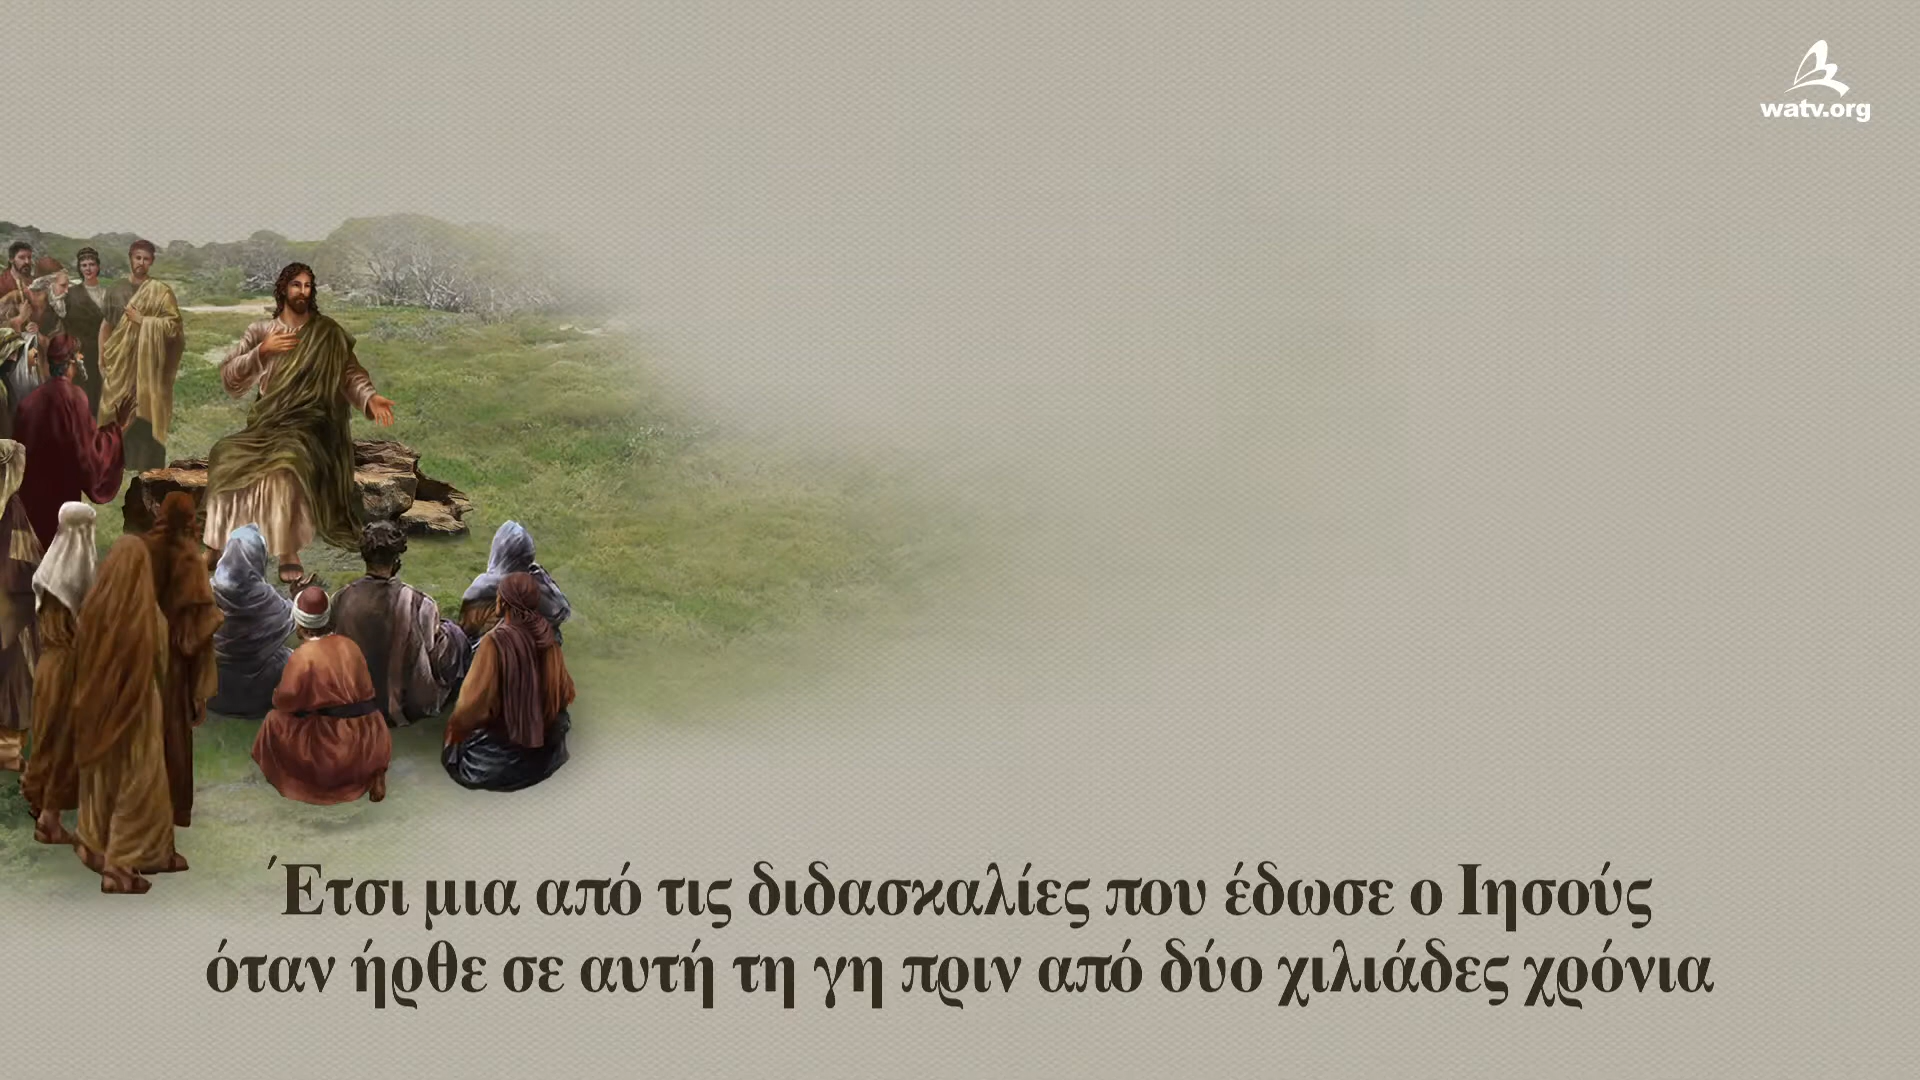 watv.org
Έτσι μια από τις διδασκαλίες που έδωσε ο Ιησούς
όταν ήρθε σε αυτή τη γη πριν από δύο χιλιάδες χρόνια